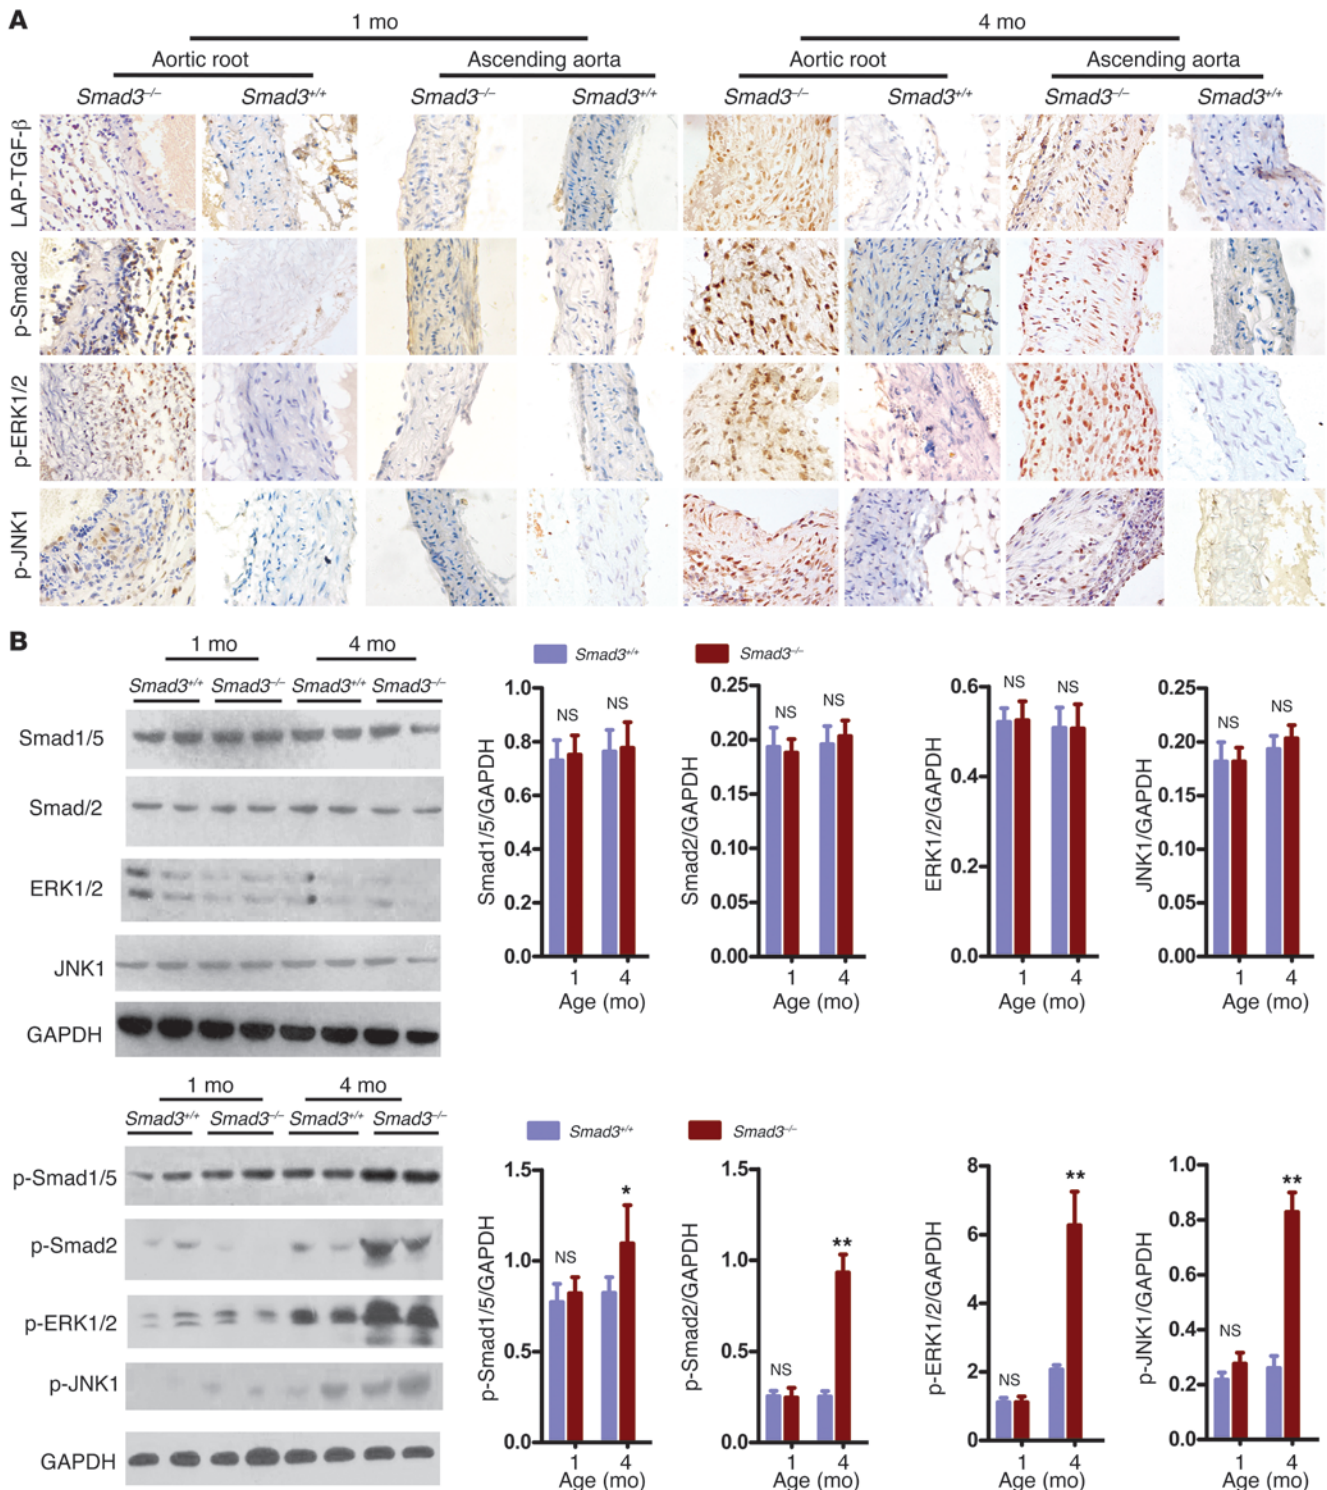 A
1 mo 4 mo
Aortic root Ascending aorta Aortic root Ascending aorta
Smad3–/– Smad3+/+ Smad3–/– Smad3+/+ Smad3–/– Smad3+/+ Smad3–/– Smad3+/+
LAP-TGF-β
p-Smad2
p-ERK1/2
p-JNK1
B
1 mo 4 mo
Smad3+/+ Smad3–/– Smad3+/+ Smad3–/–
Smad1/5
Smad/2
ERK1/2
JNK1
GAPDH
Smad3+/+ Smad3–/–
Smad1/5/GAPDH
1.0
0.8
0.6
0.4
0.2
0.0
NS NS
1 4
Age (mo)
Smad2/GAPDH
0.25
0.20
0.15
0.10
0.05
0.00
NS NS
1 4
Age (mo)
ERK1/2/GAPDH
0.6
0.4
0.2
0.0
NS NS
1 4
Age (mo)
JNK1/GAPDH
0.25
0.20
0.15
0.10
0.05
0.00
NS NS
1 4
Age (mo)
1 mo 4 mo
Smad3+/+ Smad3–/– Smad3+/+ Smad3–/–
p-Smad1/5
p-Smad2
p-ERK1/2
p-JNK1
GAPDH
Smad3+/+ Smad3–/–
p-Smad1/5/GAPDH
1.5
1.0
0.5
0.0
NS *
1 4
Age (mo)
p-Smad2/GAPDH
1.5
1.0
0.5
0.0
NS **
1 4
Age (mo)
p-ERK1/2/GAPDH
8
6
4
2
0
NS **
1 4
Age (mo)
p-JNK1/GAPDH
1.0
0.8
0.6
0.4
0.2
0.0
NS **
1 4
Age (mo)